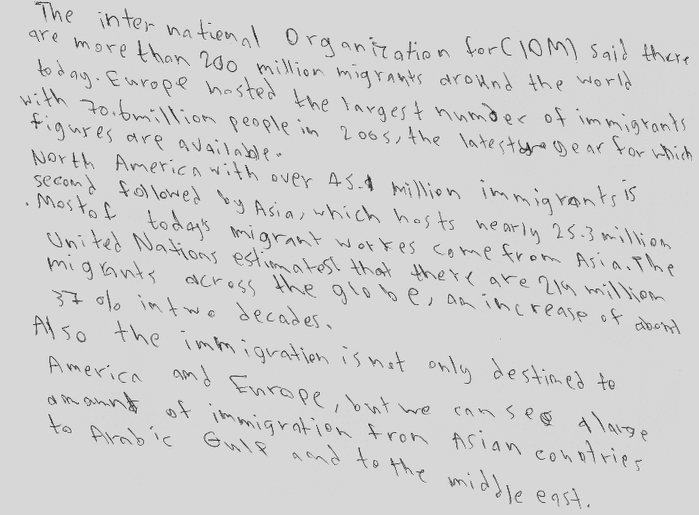 The international Organization for (IOM) said there
are more than 200 million migrants around the world
today. Europe hosted the largest number of immigrants
with 70.6 million people in 2005, the latest year for which
figures are available.
North America with over 45.1 million immigrants is
second followed by Asia, which hosts nearly 25.3 million
. Most of today's migrant workes come from Asia. The
United Nations estimatest that there are 214 million
migrants across the globe, an increase of about
37 % in two decades.
Also the immigration is not only destined to
America and Europe, but we can see a large
amount of immigration from Asian countries
to Arabic Gulf and to the middle east.